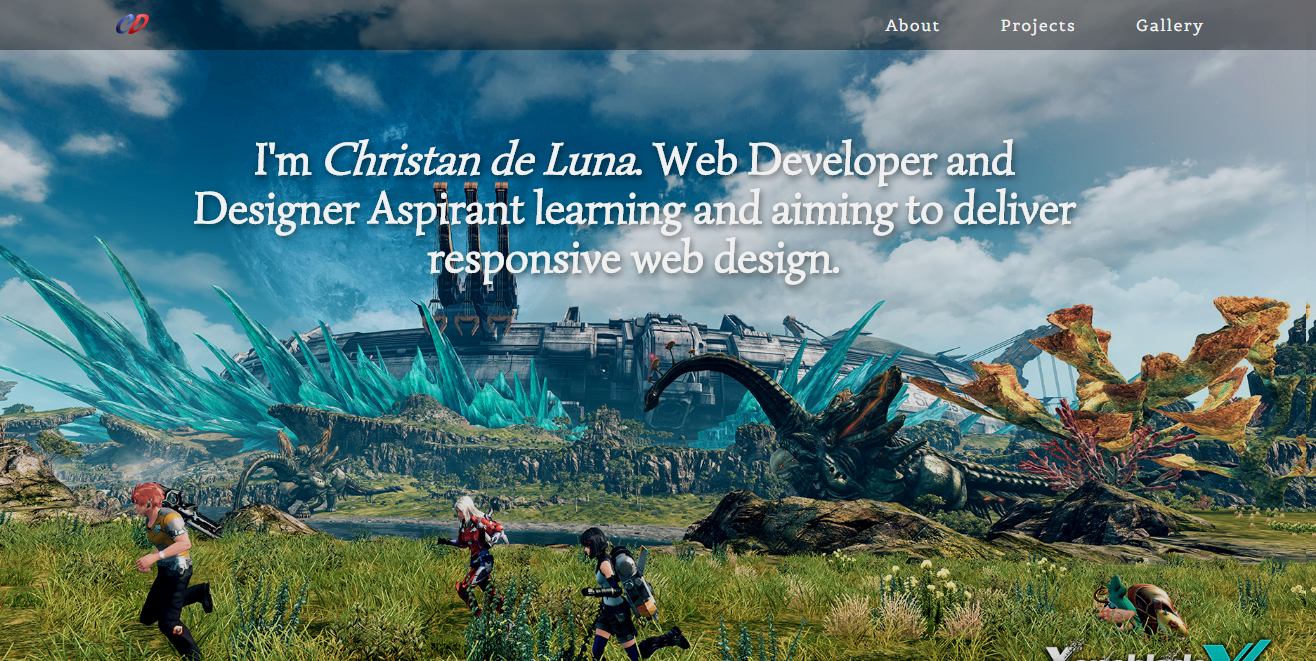 CD
About
Projects
Gallery
I'm Christan de Luna. Web Developer and
Designer Aspirant learning and aiming to deliver
responsive web design.